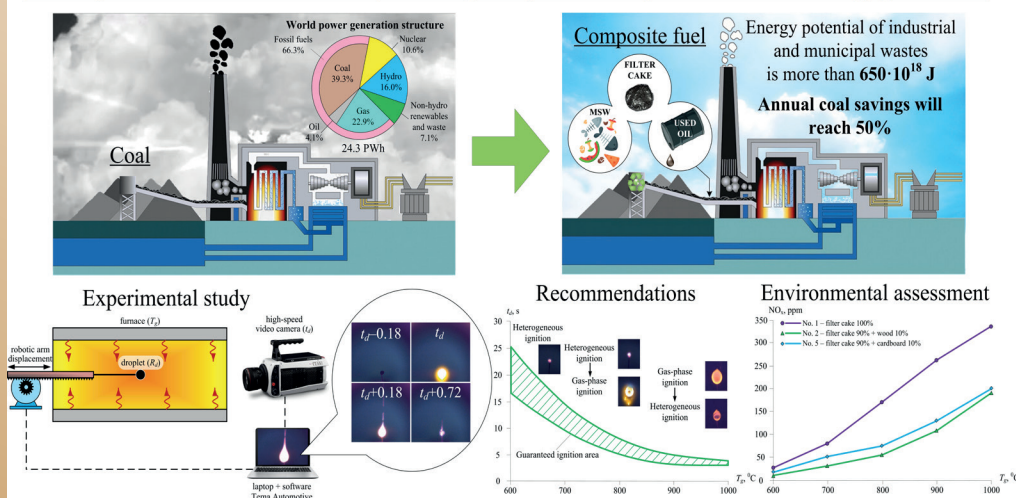 World power generation structure
Fossil fuels
66.3%
Nuclear
10.6%
Coal
39.3%
Hydro
16.0%
Gas
22.9%
Non-hydro
renewables
and waste
7.1%
Oil
4.1%
24.3 PWh
Coal
Composite fuel
FILTER
CAKE
MSW
USED
OIL
Energy potential of industrial
and municipal wastes
is more than 650·10¹⁸ J
Annual coal savings will
reach 50%
Experimental study
furnace (Tg)
robotic arm
displacement
droplet (Rd)
high-speed
video camera (td)
td−0.18
td
td+0.18
td+0.72
laptop + software
Tema Automotive
Recommendations
td, s
30
25
20
15
10
5
0
600
700
800
900
1000
Tg, ⁰C
Heterogeneous
ignition
Heterogeneous
ignition
Gas-phase
ignition
Gas-phase
ignition
Heterogeneous
ignition
Guaranteed ignition area
Environmental assessment
NOx, ppm
350
300
250
200
150
100
50
0
600
700
800
900
1000
Tg, ⁰C
No. 1 – filter cake 100%
No. 2 – filter cake 90% + wood 10%
No. 5 – filter cake 90% + cardboard 10%